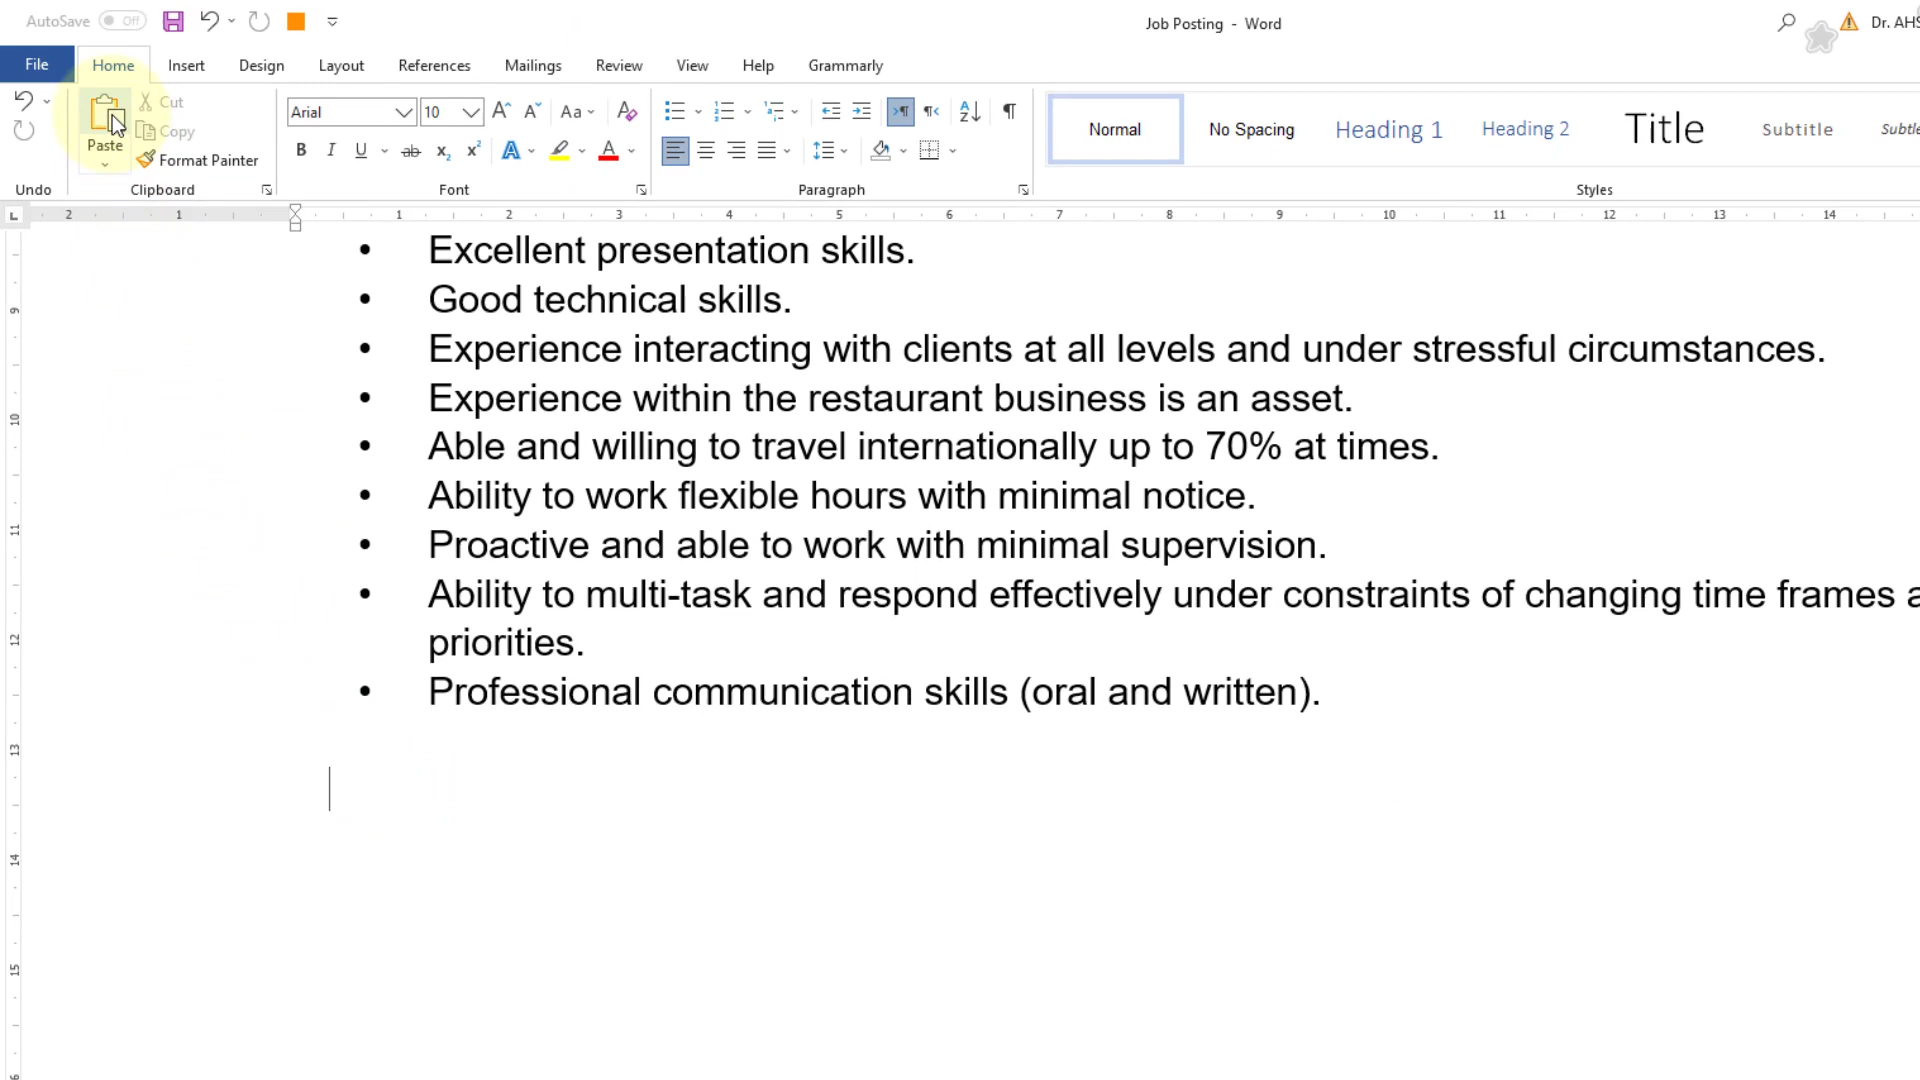 AutoSave Off
Job Posting - Word
Dr. AHS
File Home Insert Design Layout References Mailings Review View Help Grammarly
Paste
Cut
Copy
Format Painter
Arial 10
Aa
B I U ab x₂ x² A A
Normal No Spacing Heading 1 Heading 2 Title Subtitle Subtle
Undo Clipboard Font Paragraph Styles
2 1 1 2 3 4 5 6 7 8 9 10 11 12 13 14
9
10
11
12
13
14
15
• Excellent presentation skills.
• Good technical skills.
• Experience interacting with clients at all levels and under stressful circumstances.
• Experience within the restaurant business is an asset.
• Able and willing to travel internationally up to 70% at times.
• Ability to work flexible hours with minimal notice.
• Proactive and able to work with minimal supervision.
• Ability to multi-task and respond effectively under constraints of changing time frames a
priorities.
• Professional communication skills (oral and written).